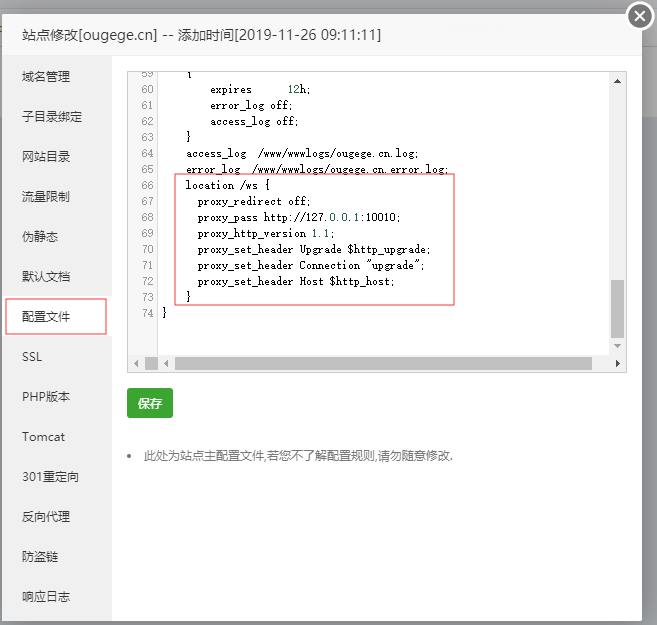 站点修改[ougege.cn] -- 添加时间[2019-11-26 09:11:11]
域名管理
子目录绑定
网站目录
流量限制
伪静态
默认文档
配置文件
SSL
PHP版本
Tomcat
301重定向
反向代理
防盗链
响应日志
59 {
60 expires 12h;
61 error_log off;
62 access_log off;
63 }
64 access_log /www/wwwlogs/ougege.cn.log;
65 error_log /www/wwwlogs/ougege.cn.error.log;
66 location /ws {
67 proxy_redirect off;
68 proxy_pass http://127.0.0.1:10010;
69 proxy_http_version 1.1;
70 proxy_set_header Upgrade $http_upgrade;
71 proxy_set_header Connection "upgrade";
72 proxy_set_header Host $http_host;
73 }
74 }
保存
此处为站点主配置文件,若您不了解配置规则,请勿随意修改.